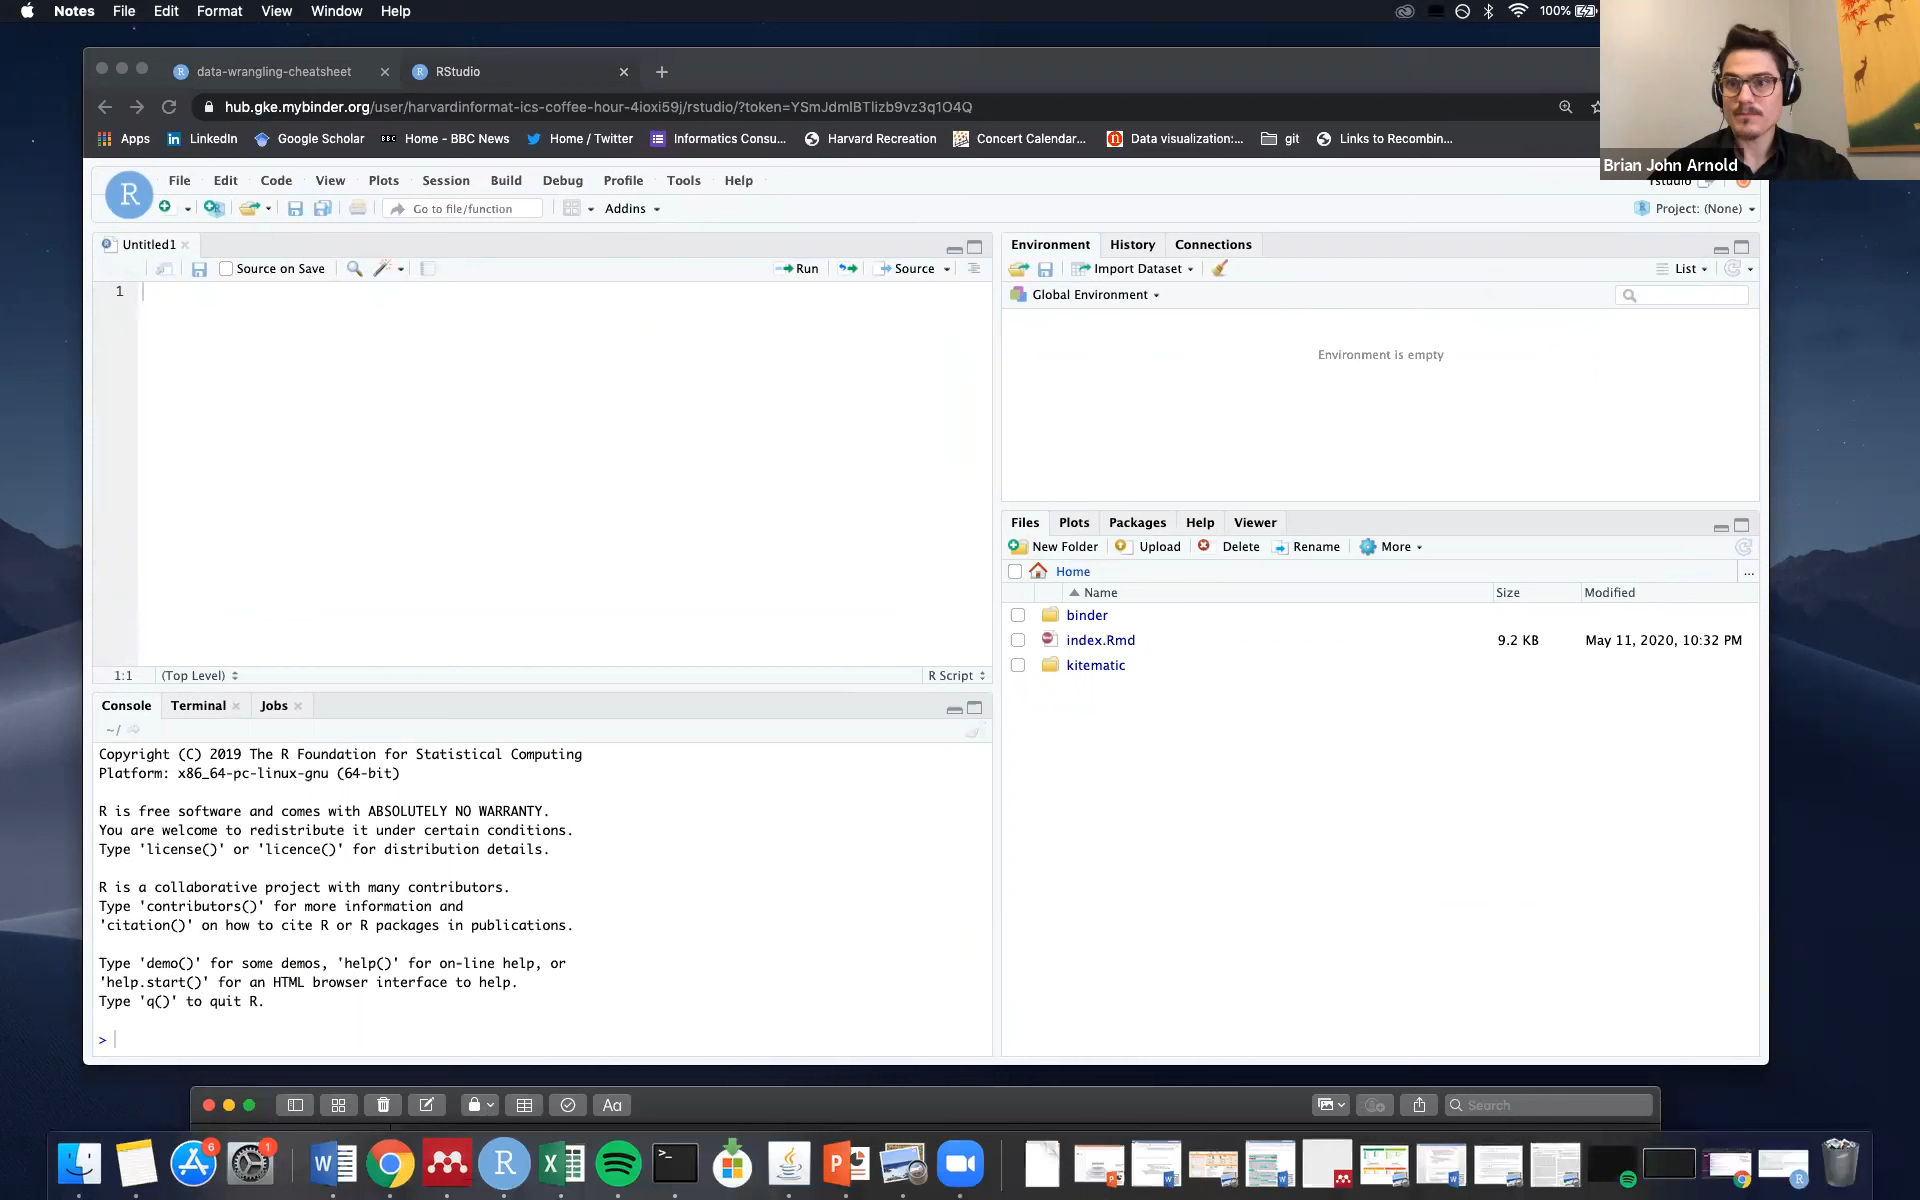 Notes File Edit Format View Window Help 100%
data-wrangling-cheatsheet RStudio
hub.gke.mybinder.org/user/harvardinformat-ics-coffee-hour-4ioxi59j/rstudio/?token=YSmJdmIBTlizb9vz3q1O4Q
Apps LinkedIn Google Scholar BBC Home - BBC News Home / Twitter Informatics Consu... Harvard Recreation Concert Calendar... Data visualization:... git Links to Recombin...
Brian John Arnold
R File Edit Code View Plots Session Build Debug Profile Tools Help rstudio
Go to file/function Addins Project: (None)
Untitled1
Source on Save Run Source
1
1:1 (Top Level) R Script
Console Terminal Jobs
~/
Copyright (C) 2019 The R Foundation for Statistical Computing
Platform: x86_64-pc-linux-gnu (64-bit)
R is free software and comes with ABSOLUTELY NO WARRANTY.
You are welcome to redistribute it under certain conditions.
Type 'license()' or 'licence()' for distribution details.
R is a collaborative project with many contributors.
Type 'contributors()' for more information and
'citation()' on how to cite R or R packages in publications.
Type 'demo()' for some demos, 'help()' for on-line help, or
'help.start()' for an HTML browser interface to help.
Type 'q()' to quit R.
>
Environment History Connections
Import Dataset List
Global Environment
Environment is empty
Files Plots Packages Help Viewer
New Folder Upload Delete Rename More
Home ...
Name Size Modified
binder
index.Rmd 9.2 KB May 11, 2020, 10:32 PM
kitematic
Aa Search
6 1 W R X >_ P